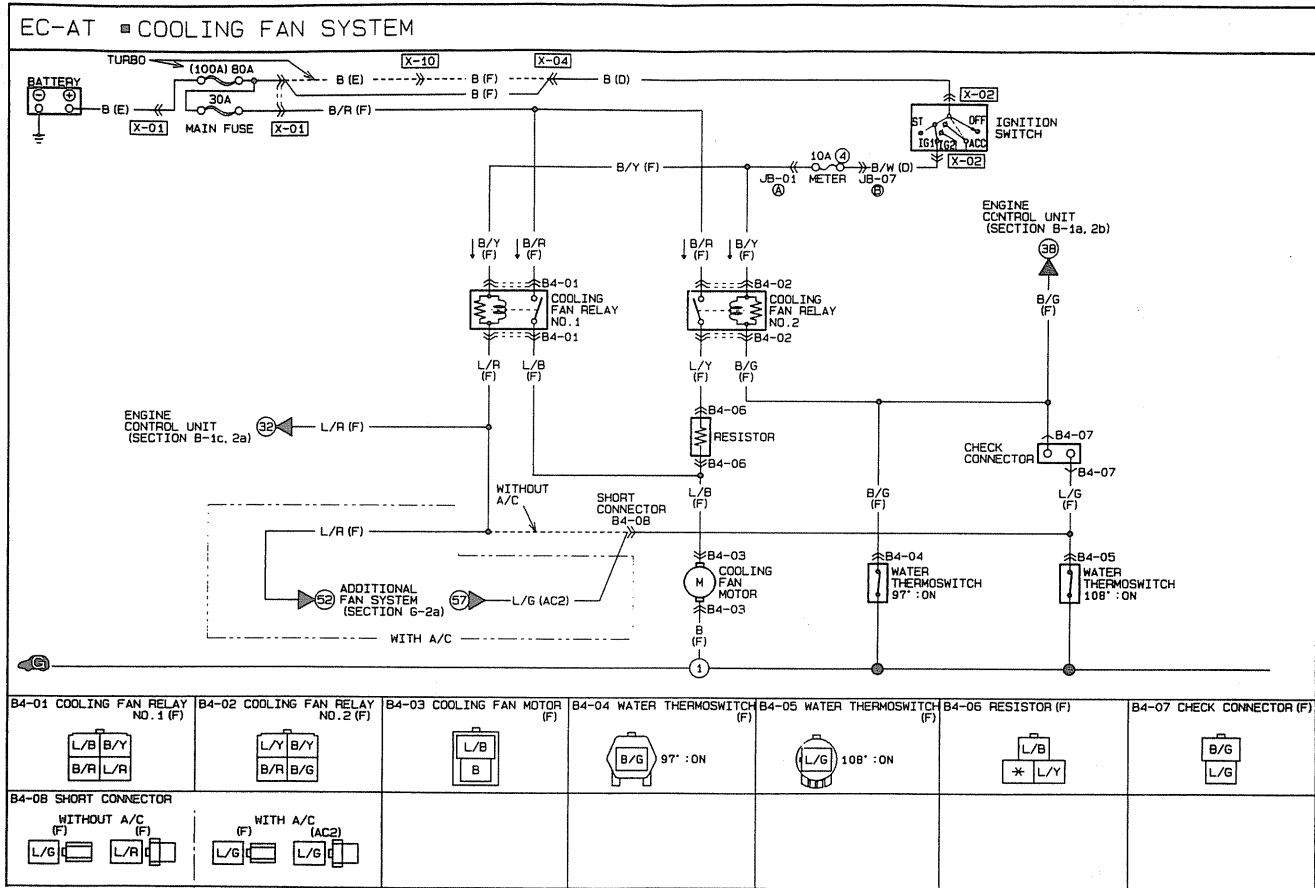 EC-AT ■ COOLING FAN SYSTEM
TURBO
(100A) 80A
X-10
X-04
BATTERY
B (E)
B (F)
B (D)
B (F)
B (E)
30A
B/R (F)
X-01
MAIN FUSE
X-01
X-02
ST
OFF
IG1
IG2
ACC
IGNITION
SWITCH
X-02
B/Y (F)
10A 4
JB-01
METER
JB-07
B/W (D)
A
B
ENGINE
CONTROL UNIT
(SECTION B-1a, 2b)
38
B/G
(F)
B/Y
(F)
B/R
(F)
B/R
(F)
B/Y
(F)
B4-01
COOLING
FAN RELAY
NO.1
B4-01
B4-02
COOLING
FAN RELAY
NO.2
B4-02
L/R
(F)
L/B
(F)
L/Y
(F)
B/G
(F)
B4-06
RESISTOR
B4-06
ENGINE
CONTROL UNIT
(SECTION B-1c, 2a)
32
L/R (F)
CHECK
CONNECTOR
B4-07
B4-07
WITHOUT
A/C
SHORT
CONNECTOR
B4-08
L/B
(F)
B/G
(F)
L/G
(F)
L/R (F)
B4-03
COOLING
FAN
MOTOR
M
B4-03
B4-04
WATER
THERMOSWITCH
97° :ON
B4-05
WATER
THERMOSWITCH
108° :ON
52
ADDITIONAL
FAN SYSTEM
(SECTION G-2a)
57
L/G (AC2)
WITH A/C
B
(F)
G1
1
B4-01 COOLING FAN RELAY
NO.1 (F)
L/B B/Y
B/R L/R
B4-02 COOLING FAN RELAY
NO.2 (F)
L/Y B/Y
B/R B/G
B4-03 COOLING FAN MOTOR
(F)
L/B
B
B4-04 WATER THERMOSWITCH
(F)
B/G 97° :ON
B4-05 WATER THERMOSWITCH
(F)
L/G 108° :ON
B4-06 RESISTOR (F)
L/B
* L/Y
B4-07 CHECK CONNECTOR (F)
B/G
L/G
B4-08 SHORT CONNECTOR
WITHOUT A/C
(F) (F)
L/G L/R
WITH A/C
(F) (AC2)
L/G L/G